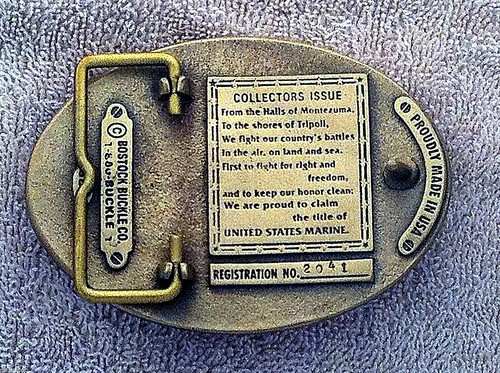 © BOSTOCK BUCKLE CO.
1-800-BUCKLE 1
COLLECTORS ISSUE
From the Halls of Montezuma,
To the shores of Tripoli,
We fight our country's battles
In the air, on land and sea.
First to fight for right and
freedom,
and to keep our honor clean;
We are proud to claim
the title of
UNITED STATES MARINE.
REGISTRATION NO. 2041
PROUDLY MADE IN USA